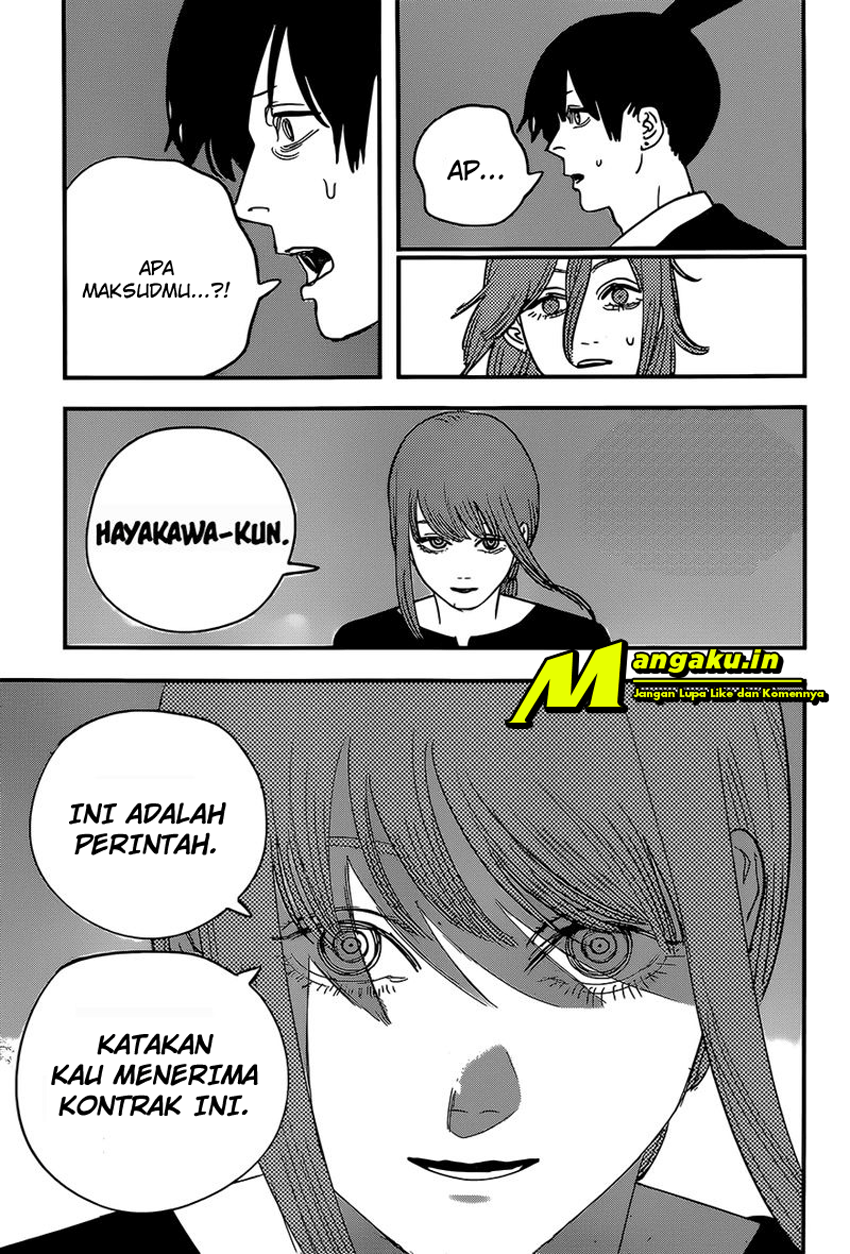 AP...
APA
MAKSUDMU...?!
HAYAKAWA-KUN.
Mangaku.in
Jangan Lupa Like dan Komennya
INI ADALAH
PERINTAH.
KATAKAN
KAU MENERIMA
KONTRAK INI.